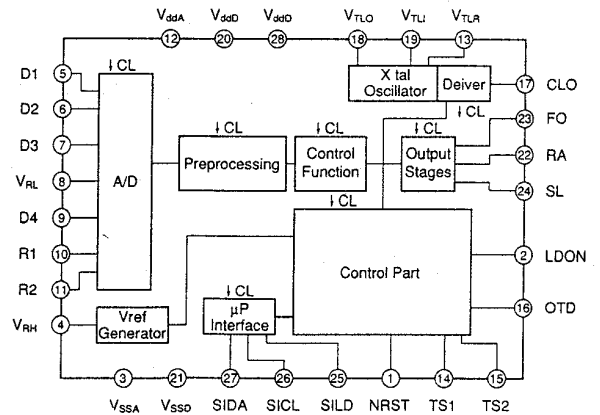 VddA VddD VddD VTLO VTLI VTLR
12 20 28 18 19 13
D1 5 ↓CL X tal Oscillator Deiver 17 CLO
D2 6 ↓CL 23 FO
D3 7 ↓CL ↓CL ↓CL 22 RA
VRL 8 A/D Preprocessing Control Function Output Stages 24 SL
D4 9 ↓CL
R1 10 Control Part 2 LDON
R2 11 ↓CL 16 OTD
VRH 4 Vref Generator μP Interface
3 21 27 26 25 1 14 15
VSSA VSSD SIDA SICL SILD NRST TS1 TS2